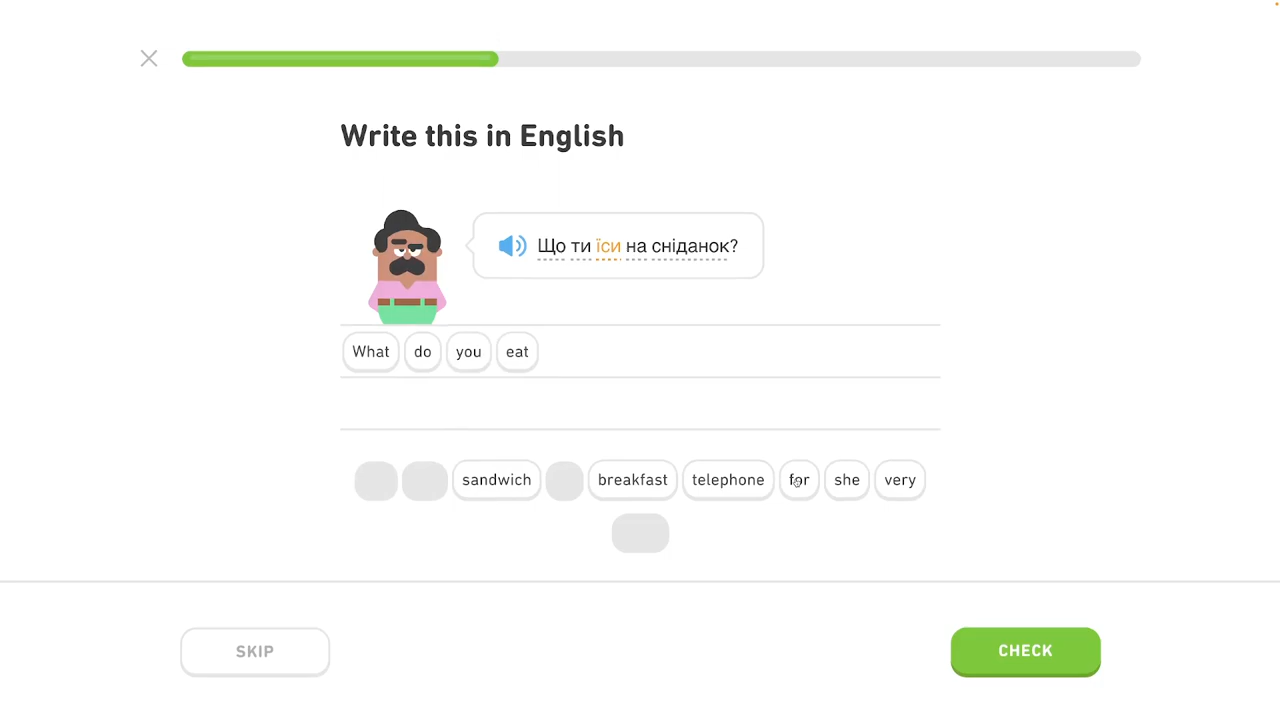 Write this in English
Що ти їси на сніданок?
What do you eat
sandwich breakfast telephone for she very
SKIP CHECK